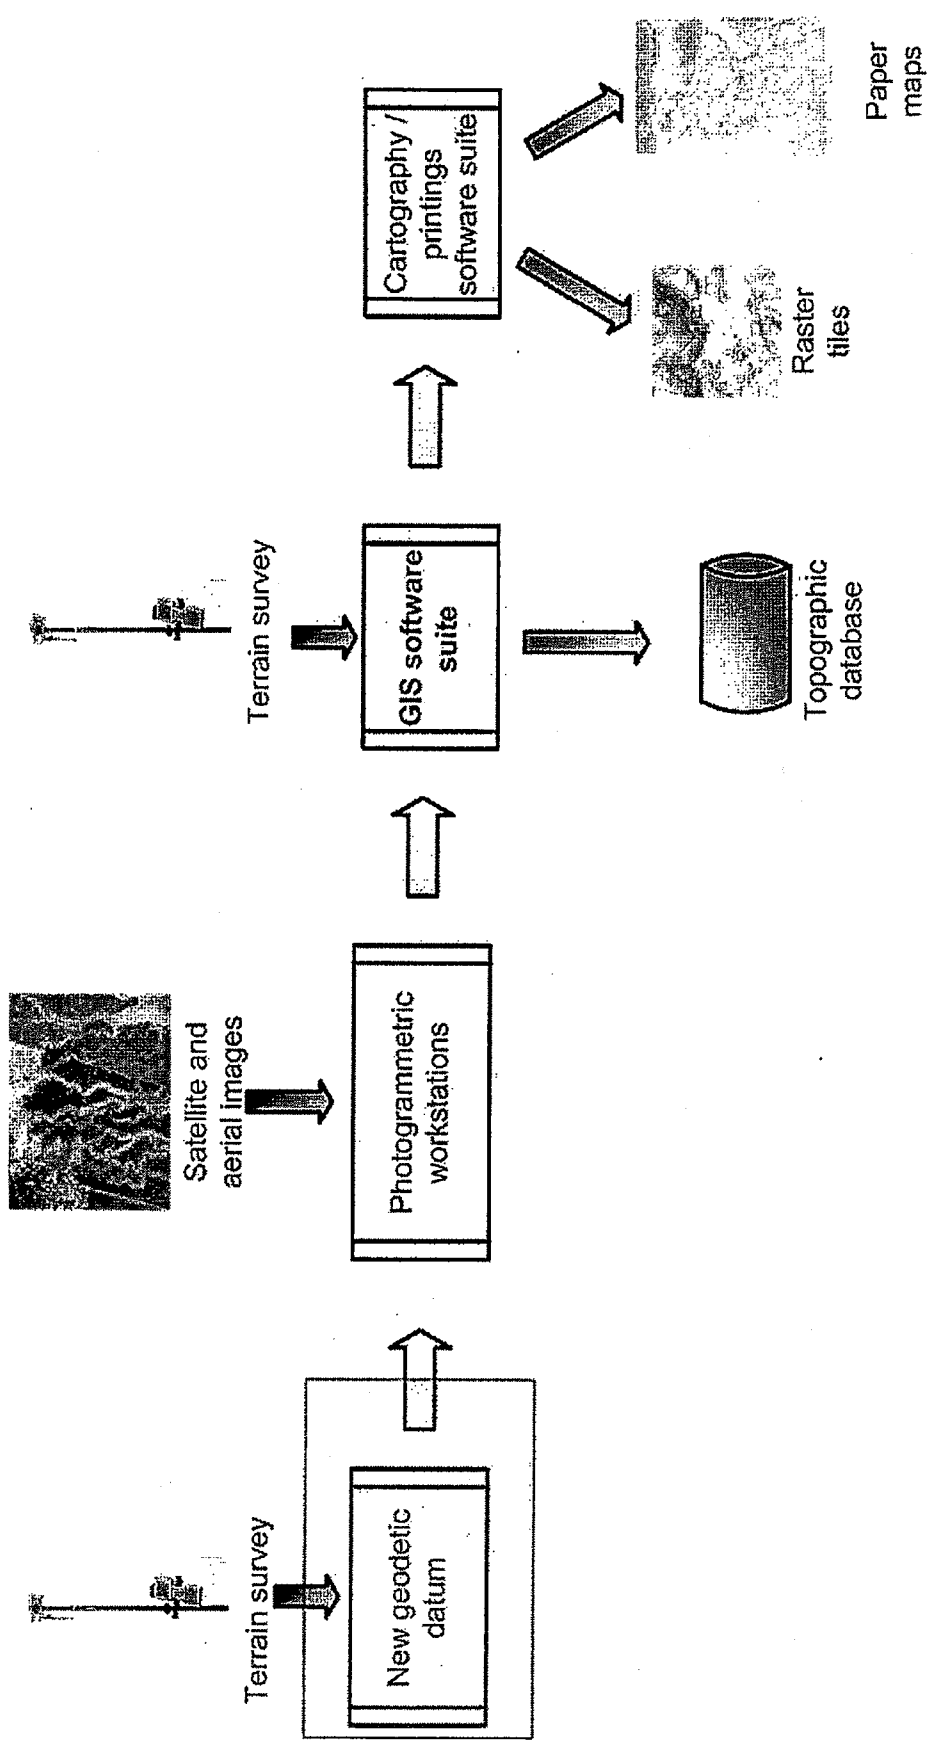 Terrain survey
New geodetic
datum
Satellite and
aerial images
Photogrammetric
workstations
Terrain survey
GIS software
suite
Topographic
database
Cartography /
printings
software suite
Raster
tiles
Paper
maps